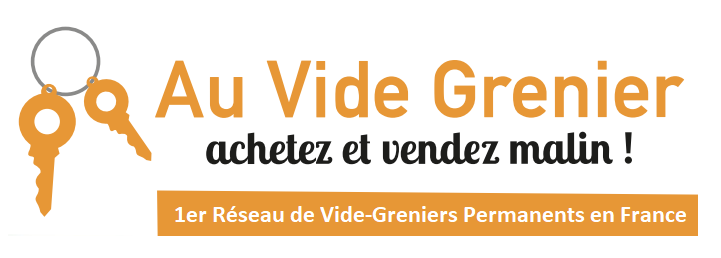 Au Vide Grenier
achetez et vendez malin !
1er Réseau de Vide-Greniers Permanents en France